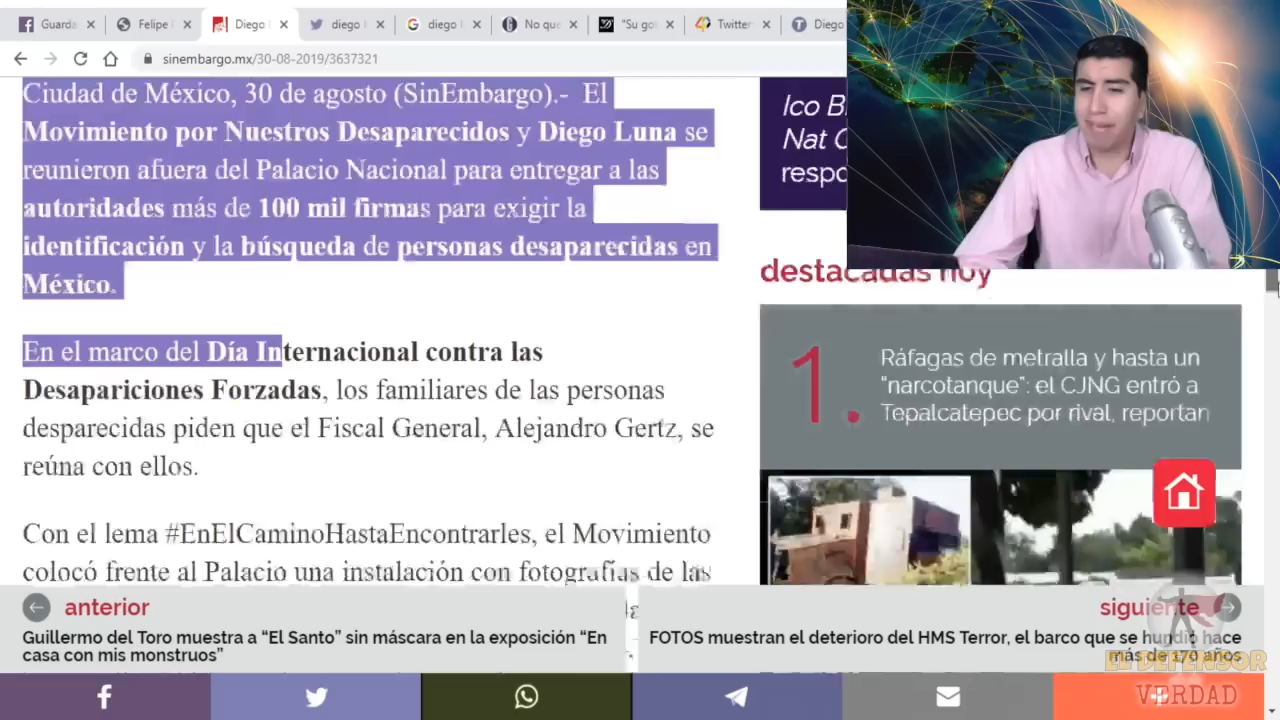 Guarda
Felipe
Diego
diego
diego
No que
"Su go
Twitter
Diego
sinembargo.mx/30-08-2019/3637321
Ciudad de México, 30 de agosto (SinEmbargo).- El
Movimiento por Nuestros Desaparecidos y Diego Luna se
reunieron afuera del Palacio Nacional para entregar a las
autoridades más de 100 mil firmas para exigir la
identificación y la búsqueda de personas desaparecidas en
México.
En el marco del Día Internacional contra las
Desapariciones Forzadas, los familiares de las personas
desparecidas piden que el Fiscal General, Alejandro Gertz, se
reúna con ellos.
Con el lema #EnElCaminoHastaEncontrarles, el Movimiento
colocó frente al Palacio una instalación con fotografías de las
Ico B
Nat
respo
destacadas hoy
1.
Ráfagas de metralla y hasta un
"narcotanque": el CJNG entró a
Tepalcatepec por rival, reportan
anterior
Guillermo del Toro muestra a “El Santo” sin máscara en la exposición “En
casa con mis monstruos”
siguiente
FOTOS muestran el deterioro del HMS Terror, el barco que se hundió hace
más de 170 años
EL DEFENSOR
VERDAD